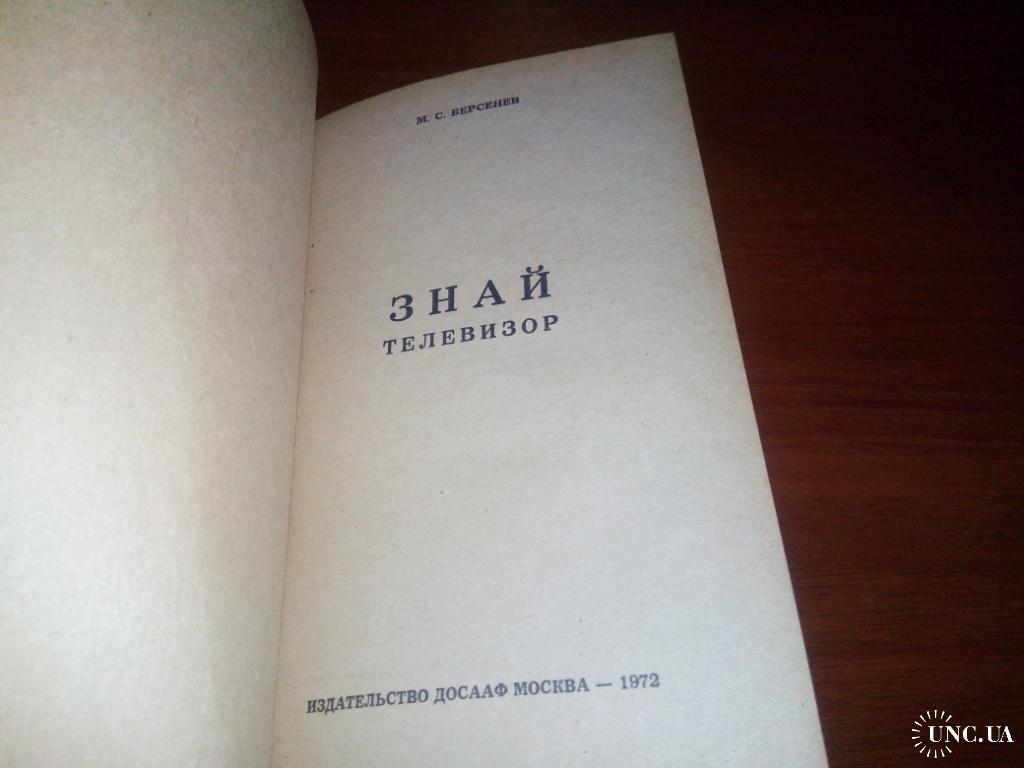 М. С. БЕРСЕНЕВ
ЗНАЙ
ТЕЛЕВИЗОР
ИЗДАТЕЛЬСТВО ДОСААФ МОСКВА — 1972
UNC.UA